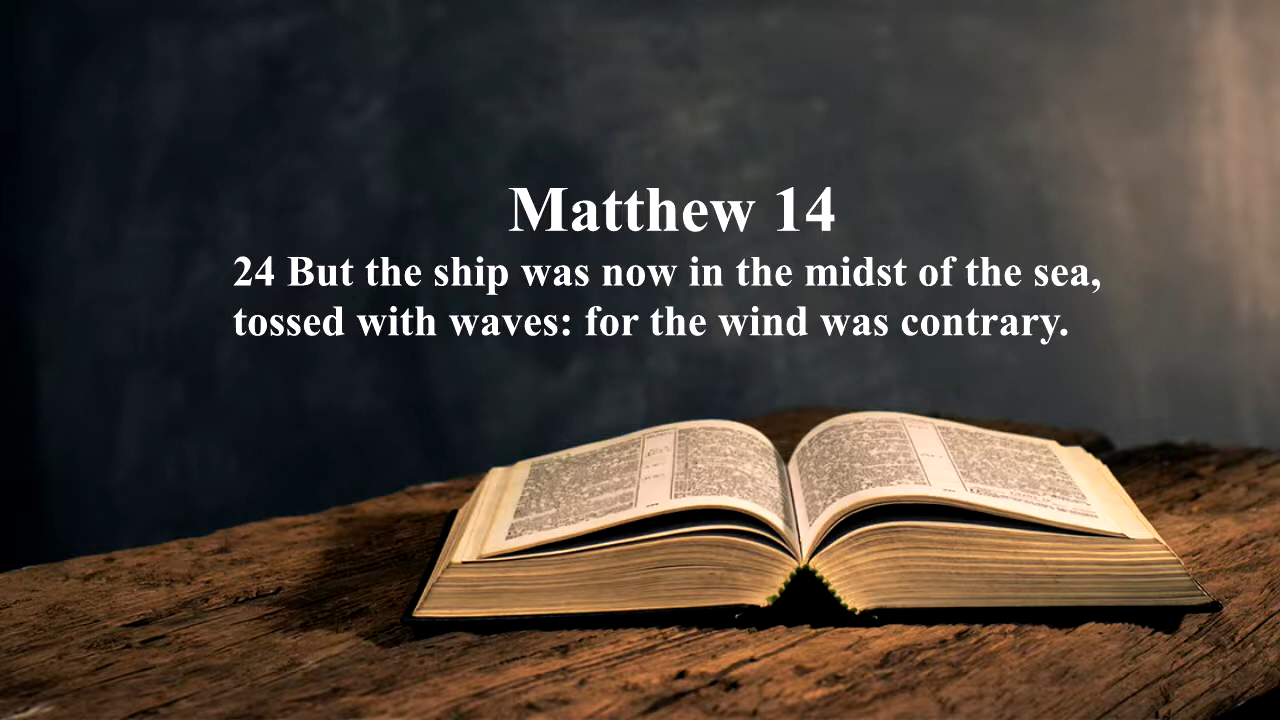 Matthew 14
24 But the ship was now in the midst of the sea,
tossed with waves: for the wind was contrary.